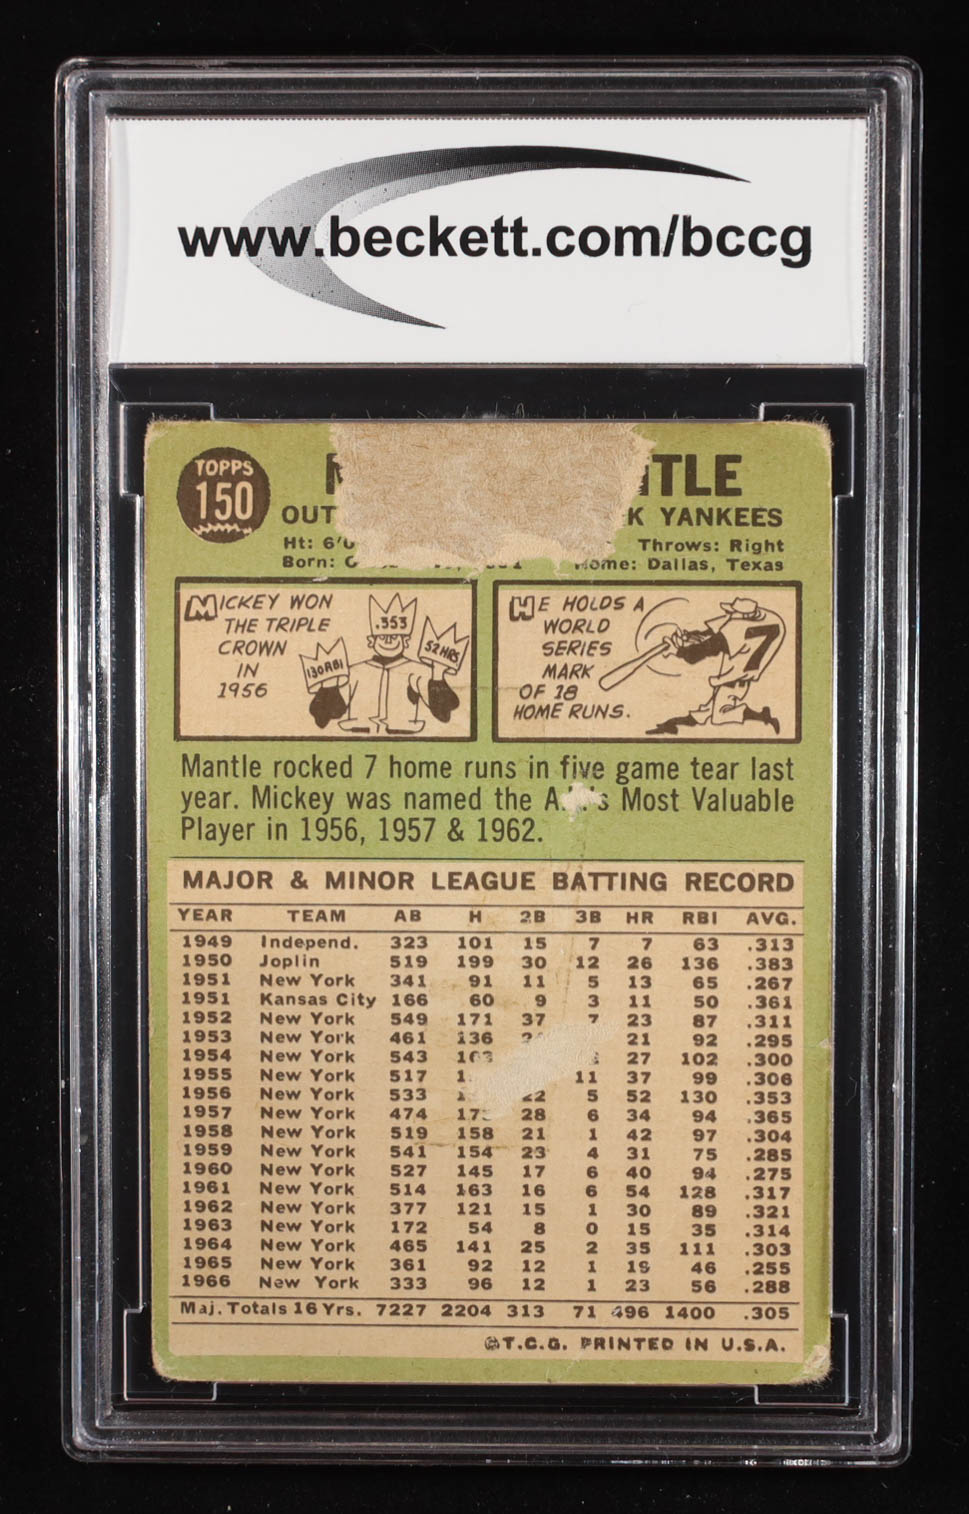 www.beckett.com/bccg
TOPPS
150
TLE
OUT K YANKEES
Ht: 6' Throws: Right
Born: Home: Dallas, Texas
MICKEY WON
THE TRIPLE
CROWN
IN
1956
.353
130 RBI
52 HRS
HE HOLDS A
WORLD
SERIES
MARK
OF 18
HOME RUNS.
7
Mantle rocked 7 home runs in five game tear last
year. Mickey was named the A. 's Most Valuable
Player in 1956, 1957 & 1962.
MAJOR & MINOR LEAGUE BATTING RECORD
YEAR TEAM AB H 2B 3B HR RBI AVG.
1949 Independ. 323 101 15 7 7 63 .313
1950 Joplin 519 199 30 12 26 136 .383
1951 New York 341 91 11 5 13 65 .267
1951 Kansas City 166 60 9 3 11 50 .361
1952 New York 549 171 37 7 23 87 .311
1953 New York 461 136 21 92 .295
1954 New York 543 27 102 .300
1955 New York 517 11 37 99 .306
1956 New York 533 22 5 52 130 .353
1957 New York 474 28 6 34 94 .365
1958 New York 519 158 21 1 42 97 .304
1959 New York 541 154 23 4 31 75 .285
1960 New York 527 145 17 6 40 94 .275
1961 New York 514 163 16 6 54 128 .317
1962 New York 377 121 15 1 30 89 .321
1963 New York 172 54 8 0 15 35 .314
1964 New York 465 141 25 2 35 111 .303
1965 New York 361 92 12 1 19 46 .255
1966 New York 333 96 12 1 23 56 .288
Maj. Totals 16 Yrs. 7227 2204 313 71 496 1400 .305
©T.C.G. PRINTED IN U.S.A.